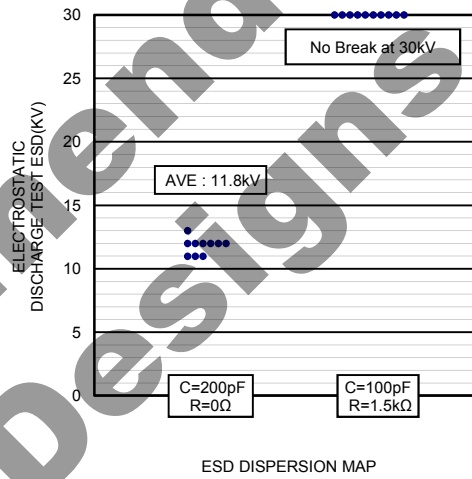 30
No Break at 30kV
25
20
AVE : 11.8kV
15
10
5
0
ELECTROSTATIC
DISCHARGE TEST ESD(KV)
C=200pF
R=0Ω
C=100pF
R=1.5kΩ
ESD DISPERSION MAP
Designs